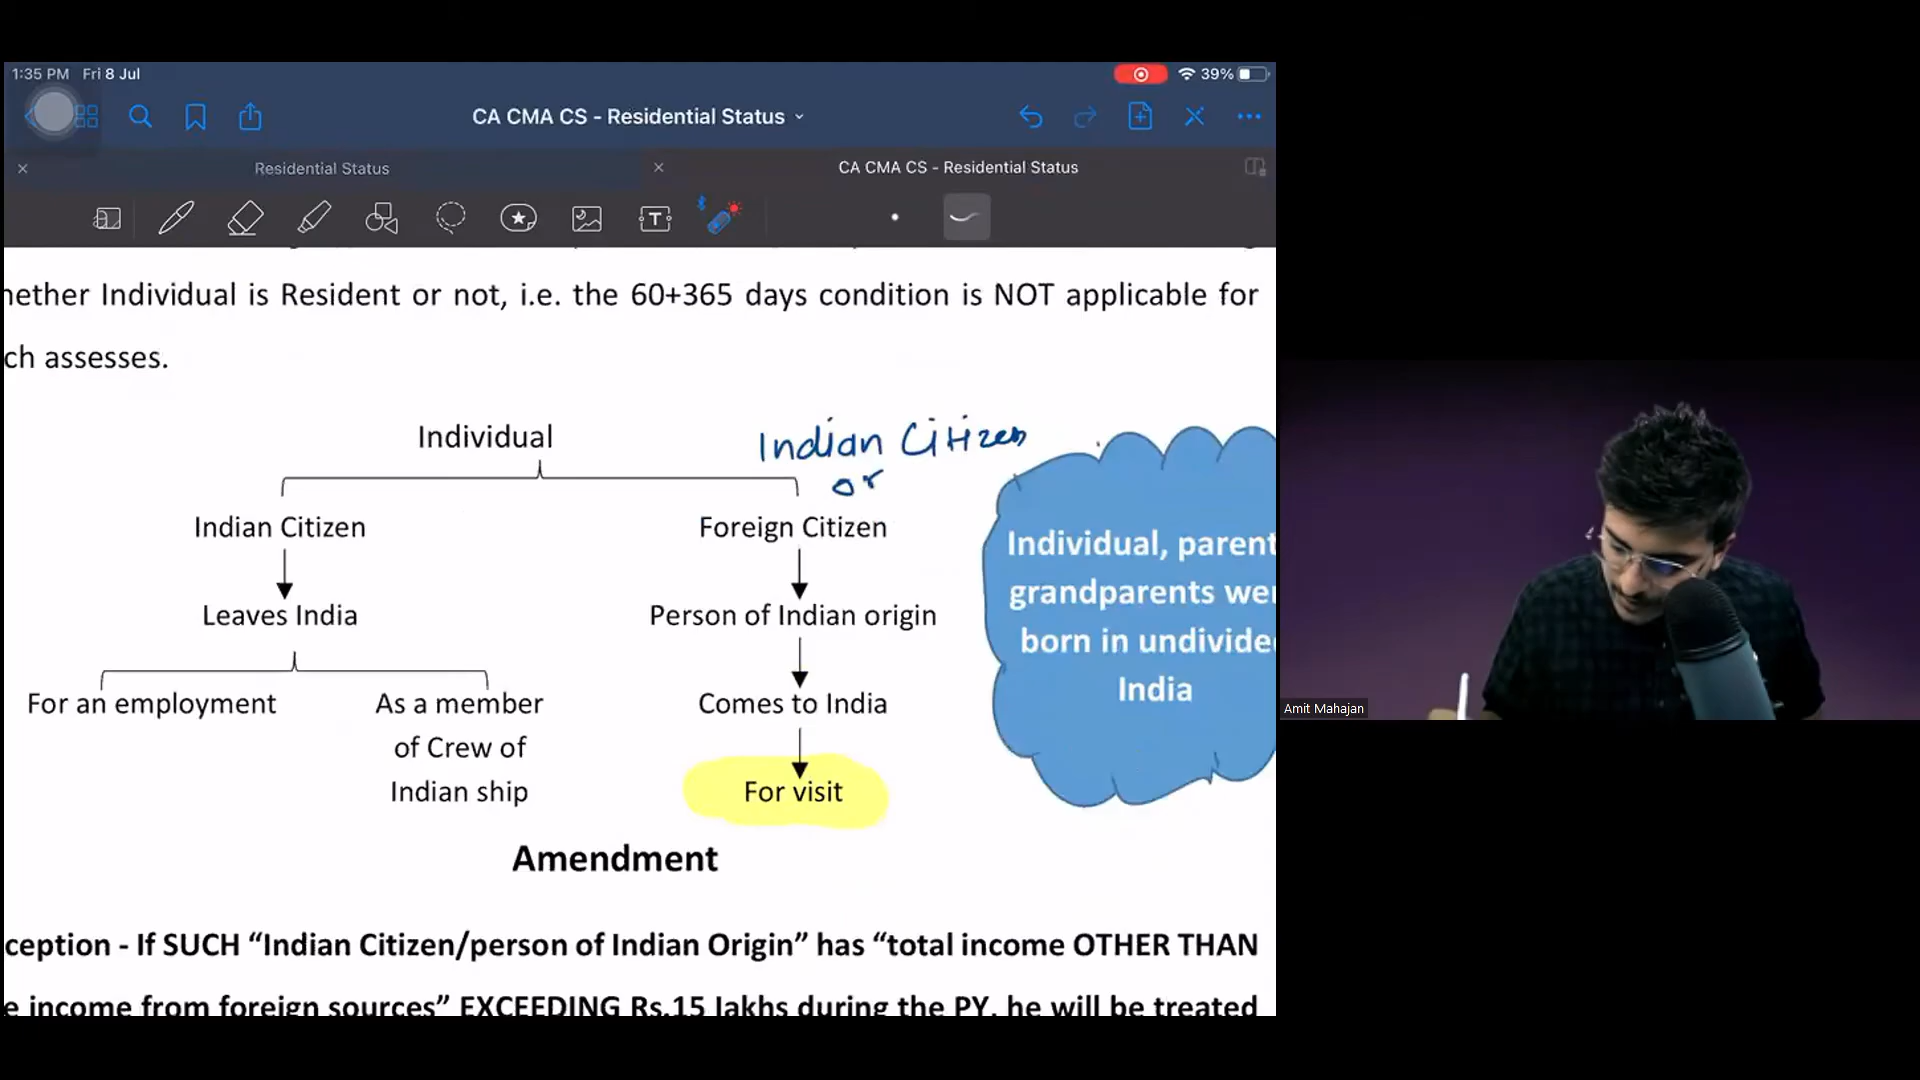 1:35 PM Fri 8 Jul
39%
CA CMA CS - Residential Status
Residential Status
CA CMA CS - Residential Status
T
hether Individual is Resident or not, i.e. the 60+365 days condition is NOT applicable for
ch assesses.
Individual
Indian Citizen
or
Indian Citizen
Foreign Citizen
Leaves India
Person of Indian origin
For an employment
As a member
of Crew of
Indian ship
Comes to India
For visit
Individual, parent
grandparents wer
born in undivided
India
Amendment
ception - If SUCH “Indian Citizen/person of Indian Origin” has “total income OTHER THAN
e income from foreign sources” EXCEEDING Rs.15 lakhs during the PY, he will be treated
Amit Mahajan